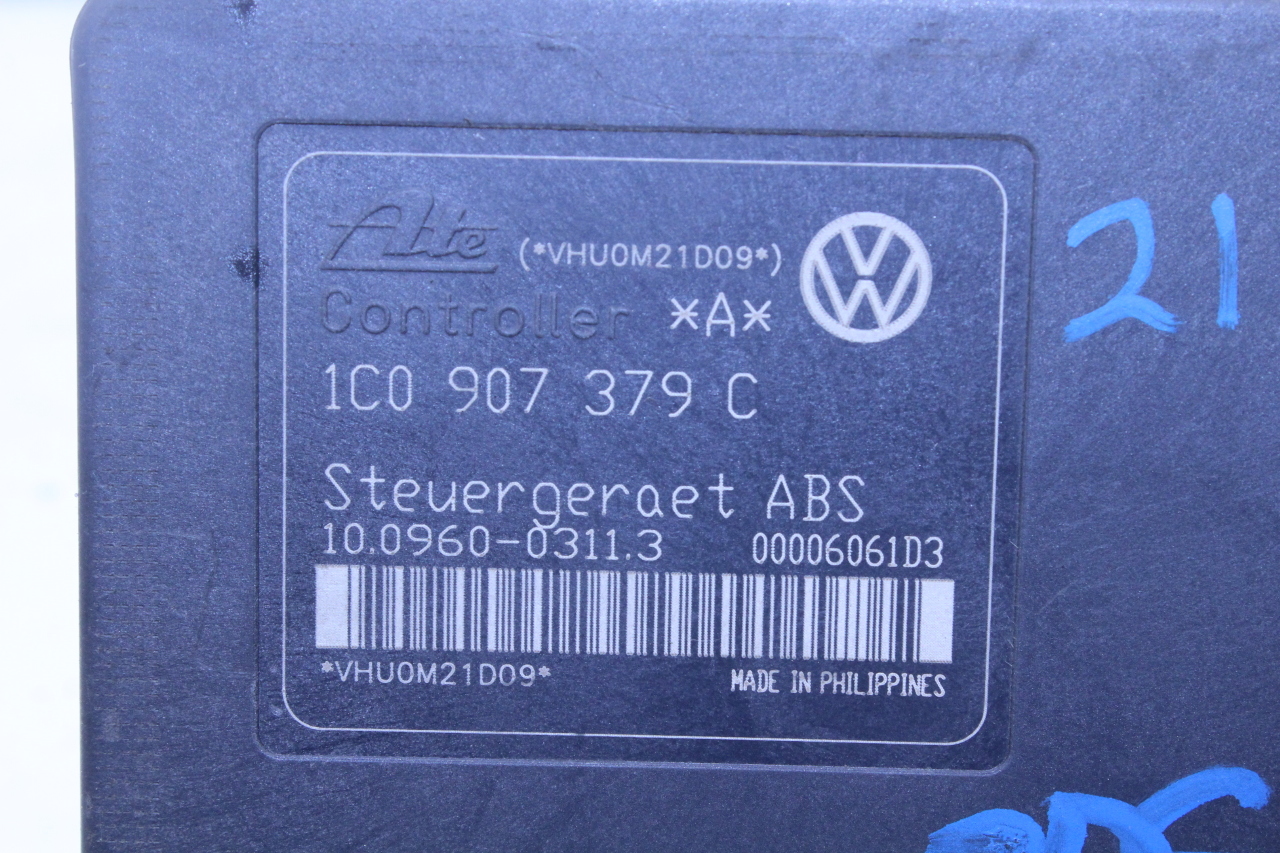 Ate (*VHU0M21D09*)
Controller *A*
1C0 907 379 C
Steuergeraet ABS
10.0960-0311.3 00006061D3
*VHU0M21D09*
MADE IN PHILIPPINES
21